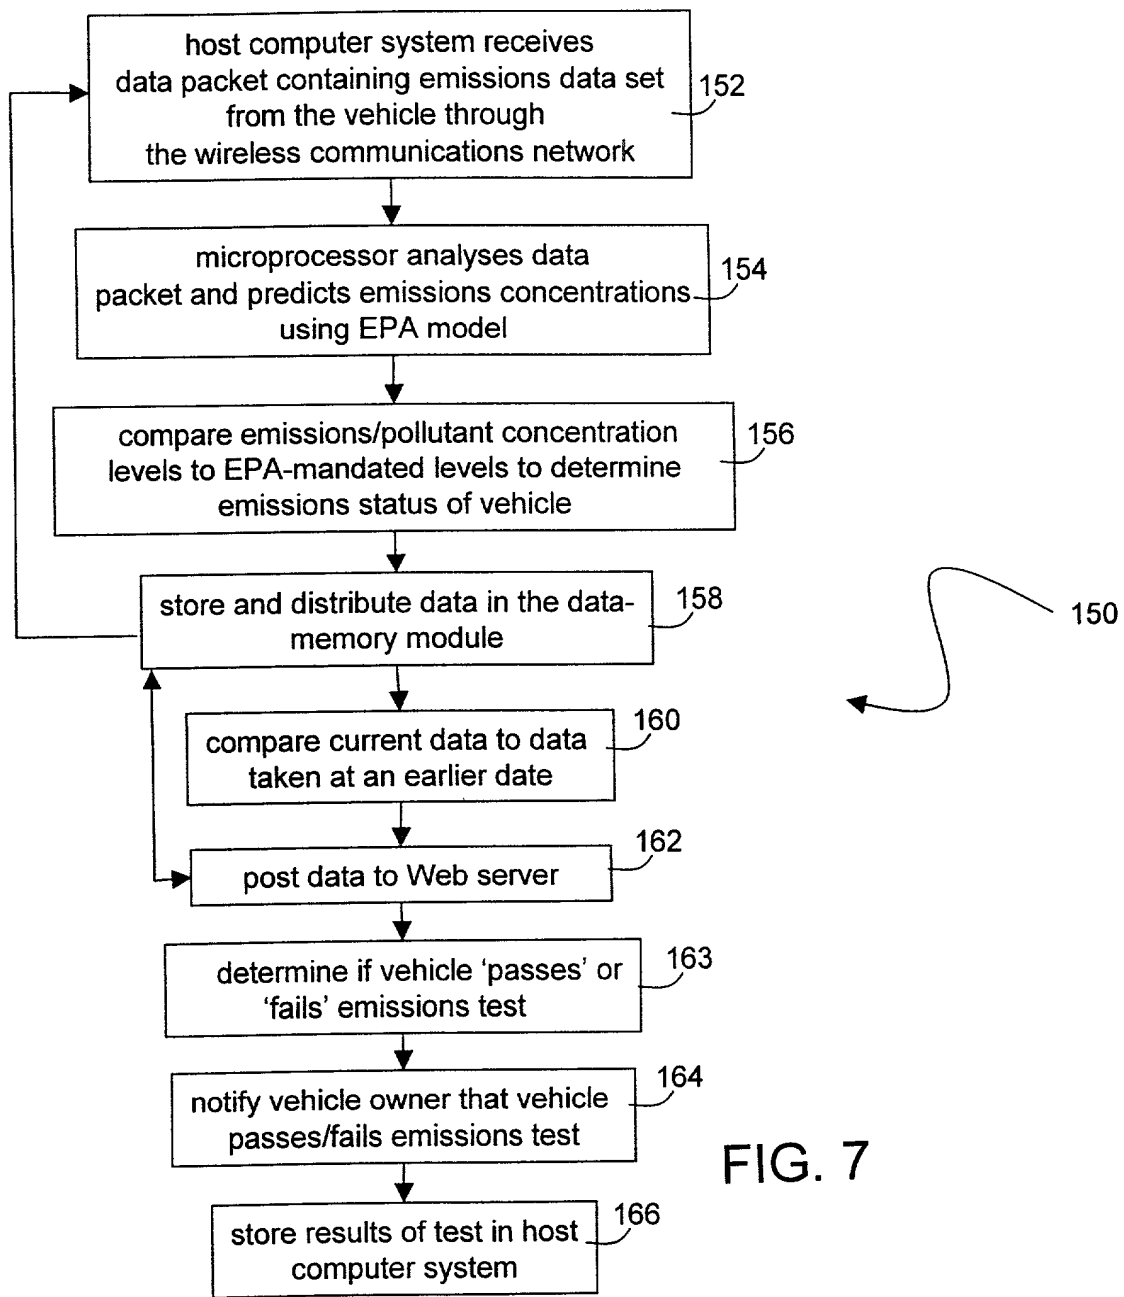 host computer system receives
data packet containing emissions data set
from the vehicle through
the wireless communications network
152
microprocessor analyses data
packet and predicts emissions concentrations
using EPA model
154
compare emissions/pollutant concentration
levels to EPA-mandated levels to determine
emissions status of vehicle
156
store and distribute data in the data-
memory module
158
150
compare current data to data
taken at an earlier date
160
post data to Web server
162
determine if vehicle ‘passes’ or
‘fails’ emissions test
163
notify vehicle owner that vehicle
passes/fails emissions test
164
FIG. 7
store results of test in host
computer system
166